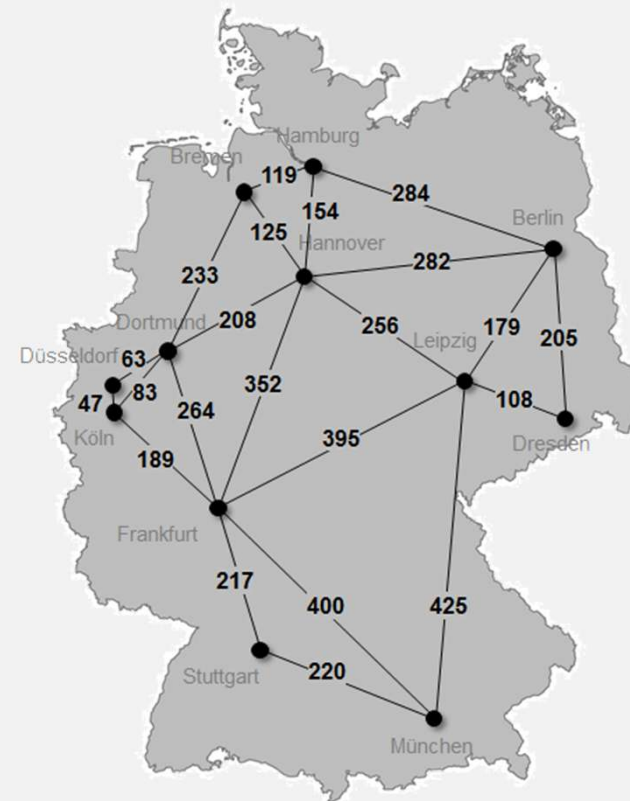 Hamburg
Bremen
119
284
154
Berlin
125
Hannover
282
233
Dortmund
208
256
179
205
Leipzig
Düsseldorf
63
83
47
264
352
108
Köln
395
Dresden
189
Frankfurt
217
400
425
Stuttgart
220
München